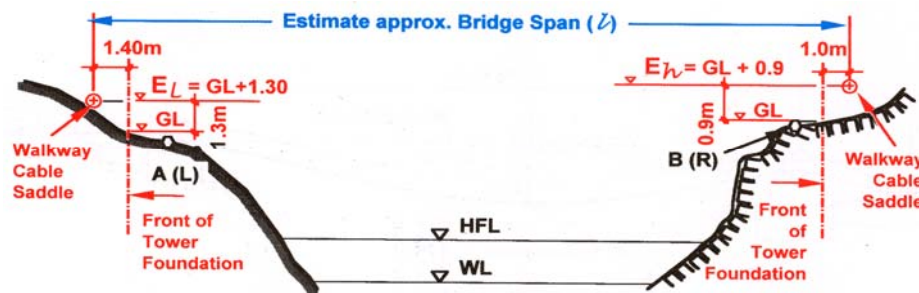 Estimate approx. Bridge Span (l)
1.40m
1.0m
E L = GL+1.30
Eh = GL + 0.9
GL
1.3m
0.9m
GL
Walkway
Cable
Saddle
A (L)
B (R)
Walkway
Cable
Saddle
Front of
Tower
Foundation
Front
of
Tower
Foundation
HFL
WL